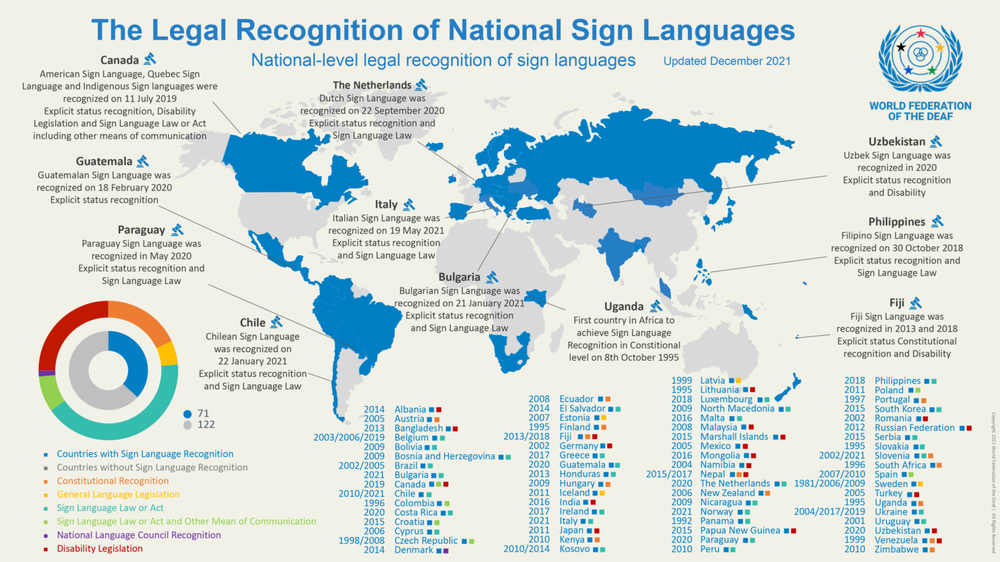 The Legal Recognition of National Sign Languages
National-level legal recognition of sign languages
Updated December 2021
WORLD FEDERATION
OF THE DEAF
Canada
American Sign Language, Quebec Sign
Language and Indigenous Sign languages were
recognized on 11 July 2019
Explicit status recognition, Disability
Legislation and Sign Language Law or Act
including other means of communication
The Netherlands
Dutch Sign Language was
recognized on 22 September 2020
Explicit status recognition and
Sign Language Law
Guatemala
Guatemalan Sign Language was
recognized on 18 February 2020
Explicit status recognition
Italy
Italian Sign Language was
recognized on 19 May 2021
Explicit status recognition
and Sign Language Law
Paraguay
Paraguay Sign Language was
recognized in May 2020
Explicit status recognition and
Sign Language Law
Bulgaria
Bulgarian Sign Language was
recognized on 21 January 2021
Explicit status recognition
and Sign Language Law
Chile
Chilean Sign Language
was recognized on
22 January 2021
Explicit status recognition
and Sign Language Law
Uganda
First country in Africa to
achieve Sign Language
Recognition in Constitional
level on 8th October 1995
Uzbekistan
Uzbek Sign Language was
recognized in 2020
Explicit status recognition
and Disability
Philippines
Filipino Sign Language was
recognized on 30 October 2018
Explicit status recognition and
Sign Language Law
Fiji
Fiji Sign Language was
recognized in 2013 and 2018
Explicit status Constitutional
recognition and Disability
71
122
Countries with Sign Language Recognition
Countries without Sign Language Recognition
Constitutional Recognition
General Language Legislation
Sign Language Law or Act
Sign Language Law or Act and Other Mean of Communication
National Language Council Recognition
Disability Legislation
2014 Albania
2005 Austria
2013 Bangladesh
2003/2006/2019 Belgium
2009 Bolivia
2009 Bosnia and Herzegovina
2002/2005 Brazil
2021 Bulgaria
2019 Canada
2010/2021 Chile
1996 Colombia
2020 Costa Rica
2015 Croatia
2006 Cyprus
1998/2008 Czech Republic
2014 Denmark
2008 Ecuador
2014 El Salvador
2007 Estonia
1995 Finland
2013/2018 Fiji
2002 Germany
2017 Greece
2020 Guatemala
2013 Honduras
2009 Hungary
2011 Iceland
2016 India
2017 Ireland
2021 Italy
2011 Japan
2010 Kenya
2010/2014 Kosovo
1999 Latvia
1995 Lithuania
2018 Luxembourg
2009 North Macedonia
2016 Malta
2008 Malaysia
2015 Marshall Islands
2005 Mexico
2016 Mongolia
2004 Namibia
2015/2017 Nepal
2020 The Netherlands
2006 New Zealand
2009 Nicaragua
2021 Norway
1992 Panama
2015 Papua New Guinea
2020 Paraguay
2010 Peru
2018 Philippines
2011 Poland
1997 Portugal
2015 South Korea
2002 Romania
2012 Russian Federation
2015 Serbia
1995 Slovakia
2002/2021 Slovenia
1996 South Africa
2007/2010 Spain
1981/2006/2009 Sweden
2005 Turkey
1995 Uganda
2004/2017/2019 Ukraine
2001 Uruguay
2020 Uzbekistan
1999 Venezuela
2010 Zimbabwe
Copyright 2021 World Federation of the Deaf | All Rights Reserved